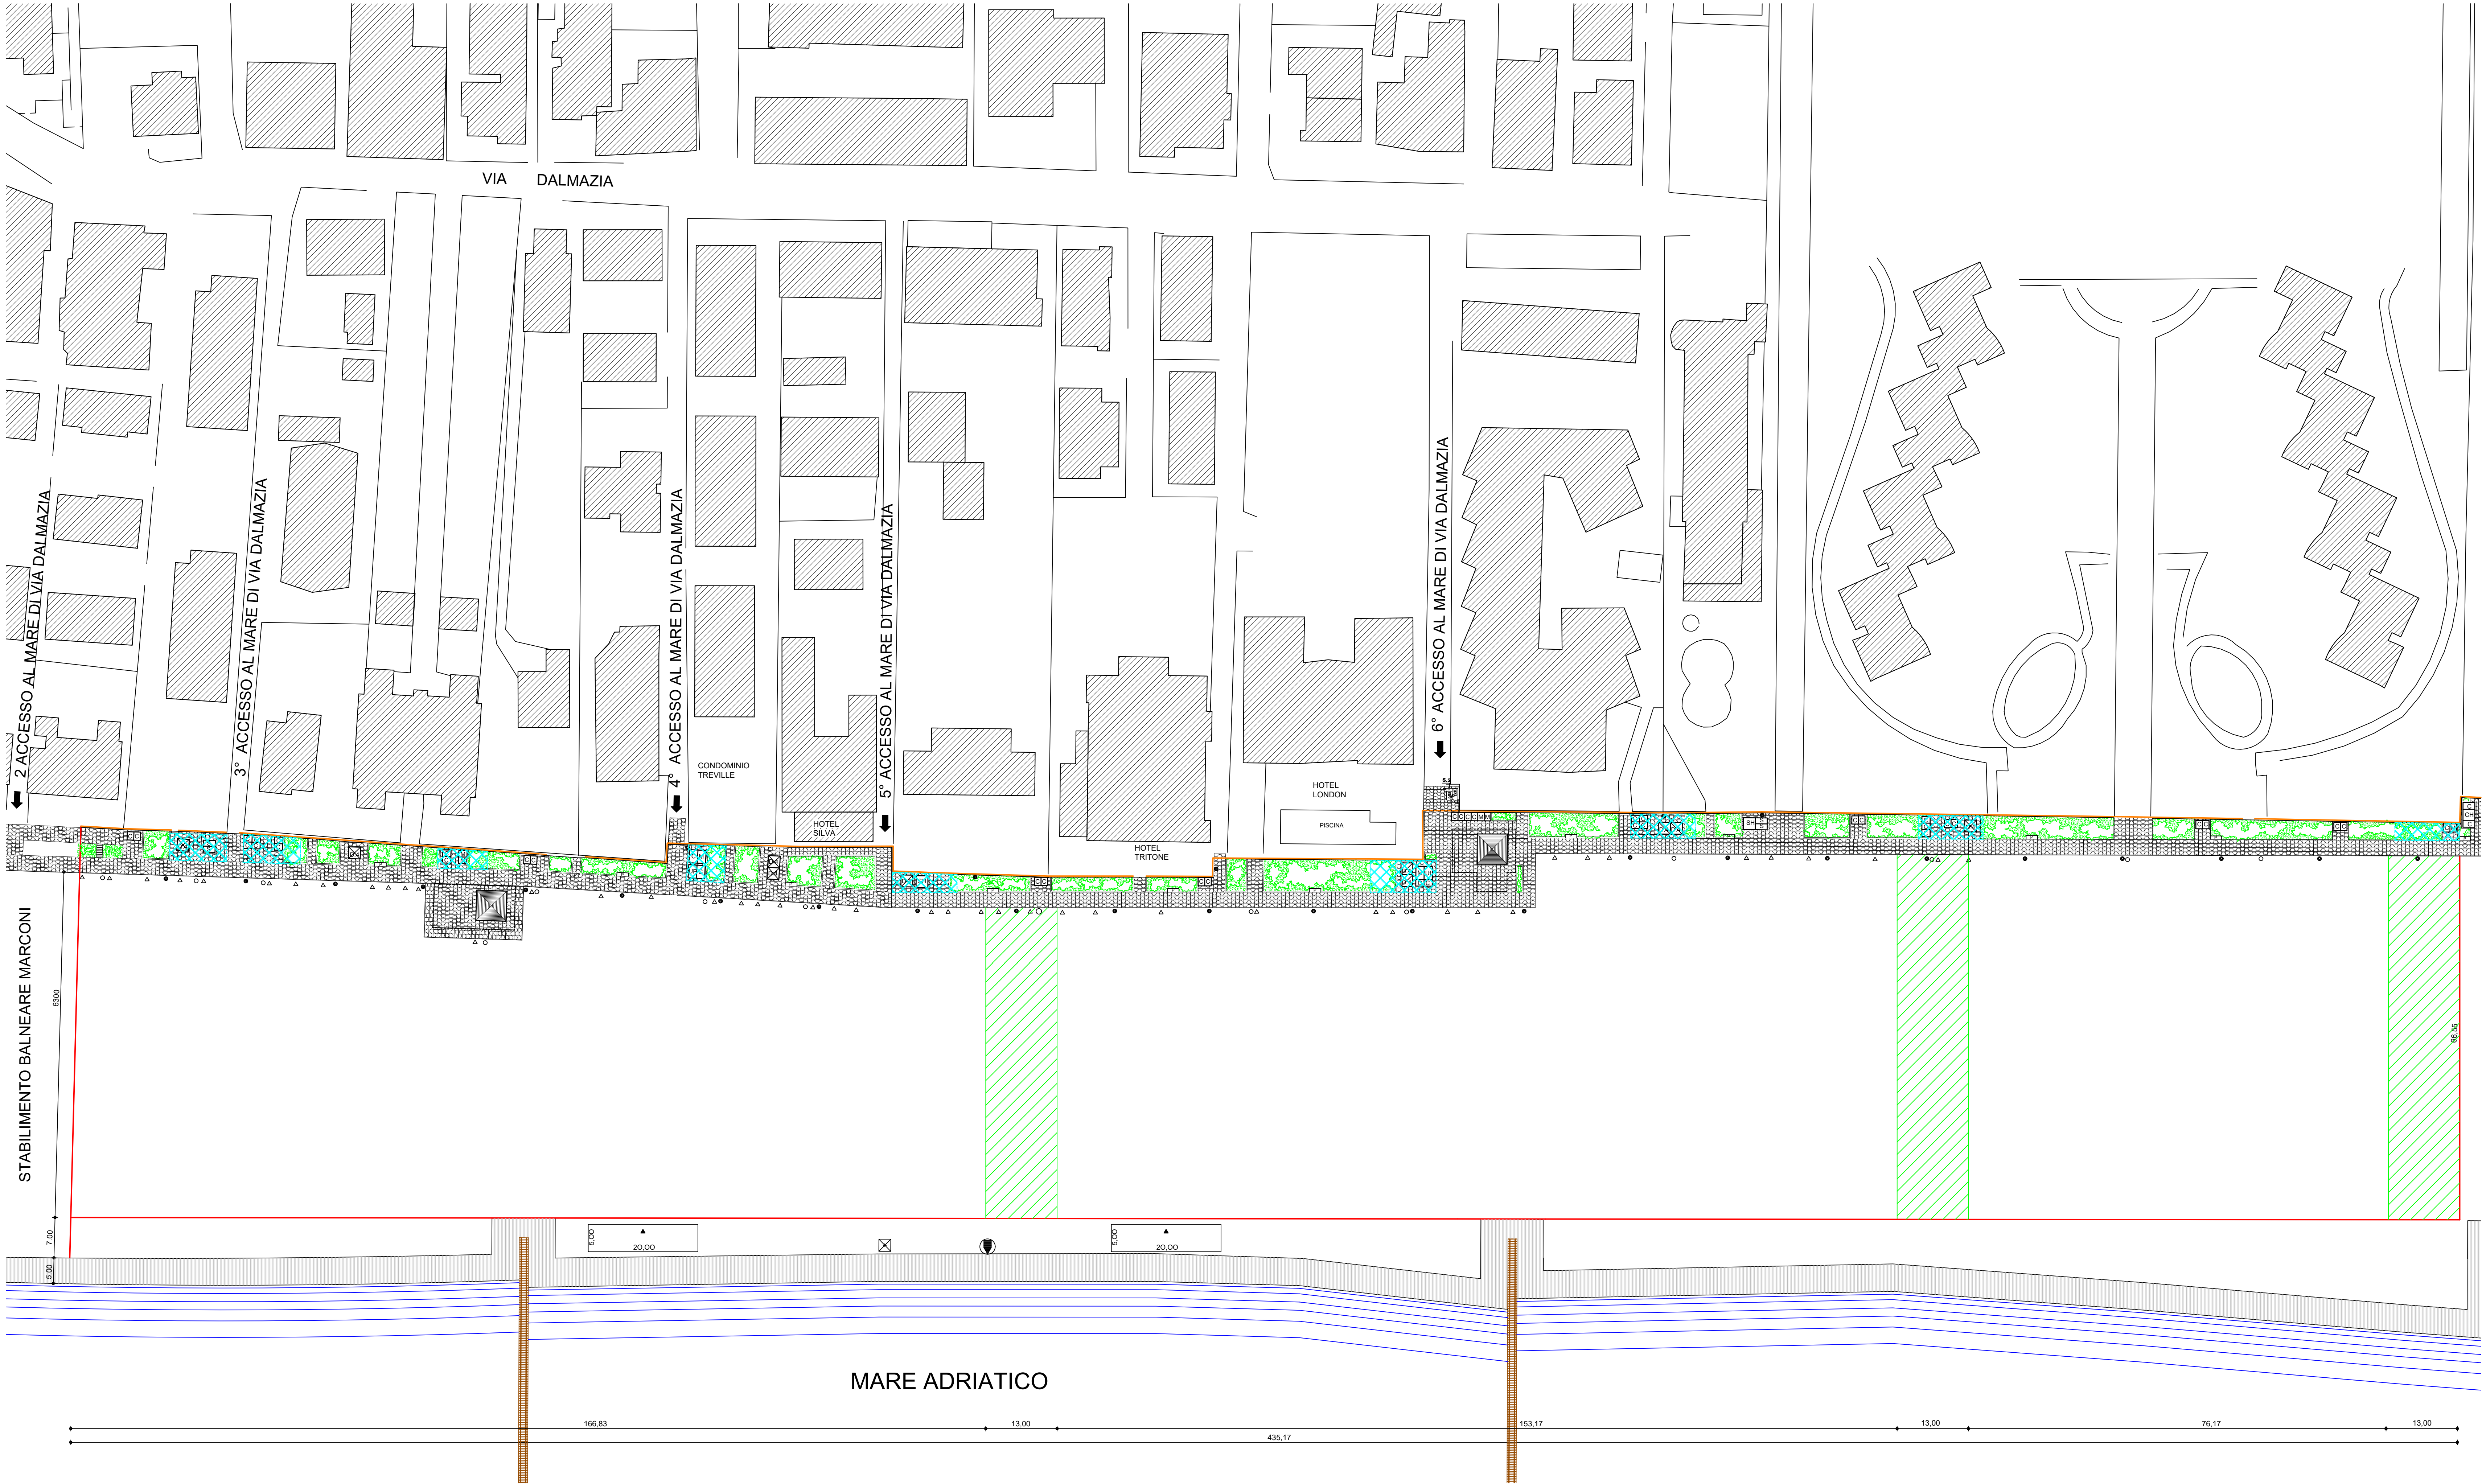 VIA DALMAZIA
2 ACCESSO AL MARE DI VIA DALMAZIA
3° ACCESSO AL MARE DI VIA DALMAZIA
4° ACCESSO AL MARE DI VIA DALMAZIA
5° ACCESSO AL MARE DI VIA DALMAZIA
6° ACCESSO AL MARE DI VIA DALMAZIA
CONDOMINIO
TREVILLE
HOTEL
SILVA
HOTEL
TRITONE
HOTEL
LONDON
PISCINA
C C
C C
C C
C C
C C C C M M
C C
C C
C C
STABILIMENTO BALNEARE MARCONI
6300
66,55
7.00
5.00
5,00
20,00
5,00
20,00
MARE ADRIATICO
166,83
13,00
153,17
13,00
76,17
13,00
435,17